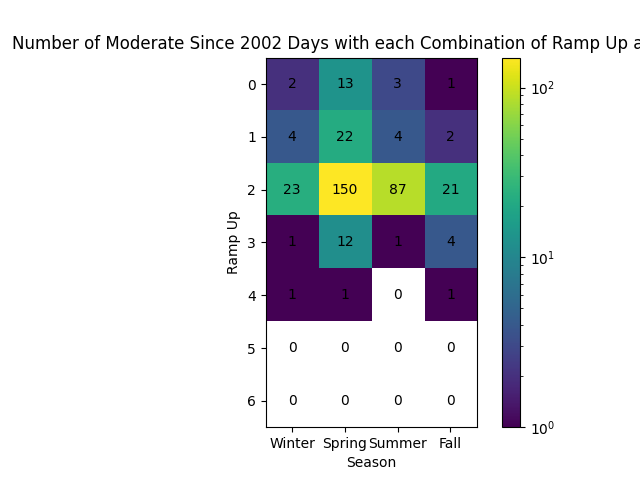 Number of Moderate Since 2002 Days with each Combination of Ramp Up a
0 2 13 3 1
1 4 22 4 2
2 23 150 87 21
3 1 12 1 4
4 1 1 0 1
5 0 0 0 0
6 0 0 0 0
Winter Spring Summer Fall
Season
Ramp Up
10²
10¹
10⁰